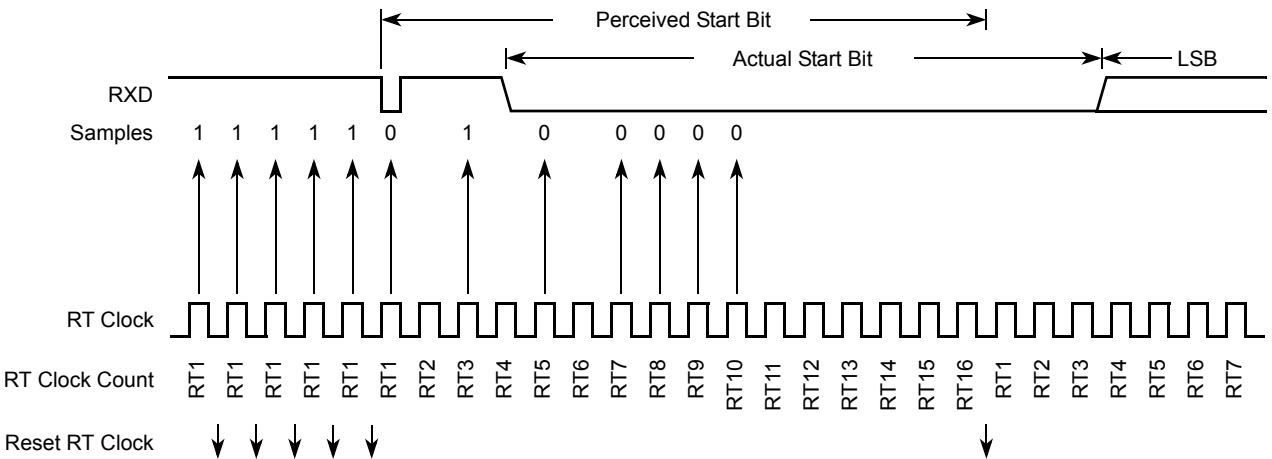 Perceived Start Bit
Actual Start Bit
LSB
RXD
Samples 1 1 1 1 1 0 1 0 0 0 0 0
RT Clock
RT Clock Count RT1 RT1 RT1 RT1 RT1 RT1 RT2 RT3 RT4 RT5 RT6 RT7 RT8 RT9 RT10 RT11 RT12 RT13 RT14 RT15 RT16 RT1 RT2 RT3 RT4 RT5 RT6 RT7
Reset RT Clock